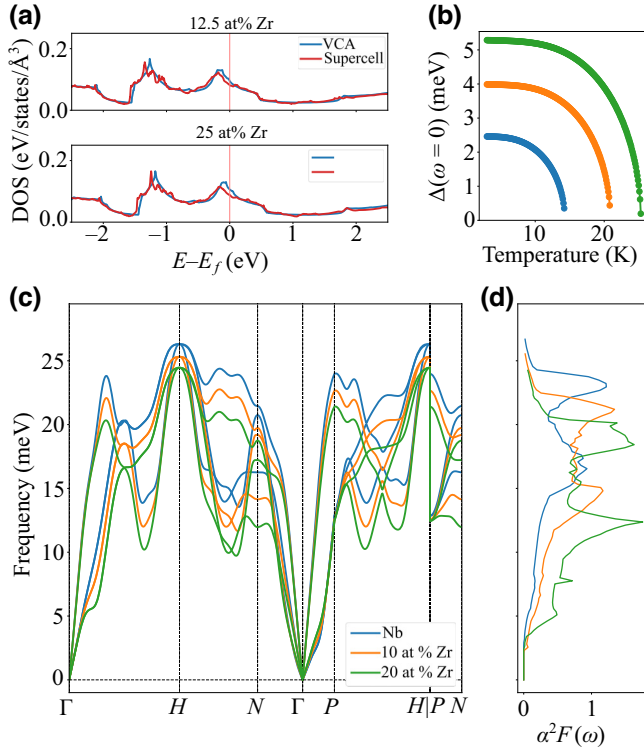 (a)
12.5 at% Zr
0.2
0.0
VCA
Supercell
25 at% Zr
0.2
0.0
DOS (eV/states/Å³)
−2 −1 0 1 2
E–E_f (eV)
(b)
5
4
3
2
1
0
Δ(ω = 0) (meV)
10 20
Temperature (K)
(c)
25
20
15
10
5
0
Frequency (meV)
Nb
10 at % Zr
20 at % Zr
Γ H N Γ P H|P N
(d)
0 1
α²F(ω)